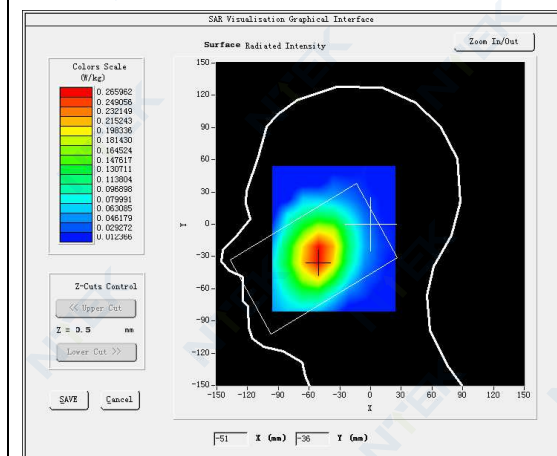 SAR Visualisation Graphical Interface
Surface Radiated Intensity
Zoom In/Out
Colors Scale
(W/kg)
0.265962
0.249056
0.232149
0.215243
0.198336
0.181430
0.164524
0.147617
0.130711
0.113804
0.096898
0.079991
0.063085
0.046179
0.029272
0.012366
150
120
90
60
30
0
-30
-60
-90
-120
-150
Y
-150 -120 -90 -60 -30 0 30 60 90 120 150
X
Z-Cuts Control
<< Upper Cut
Z = 0.5 mm
Lower Cut >>
SAVE Cancel
-51 X (mm) -36 Y (mm)
NTEK